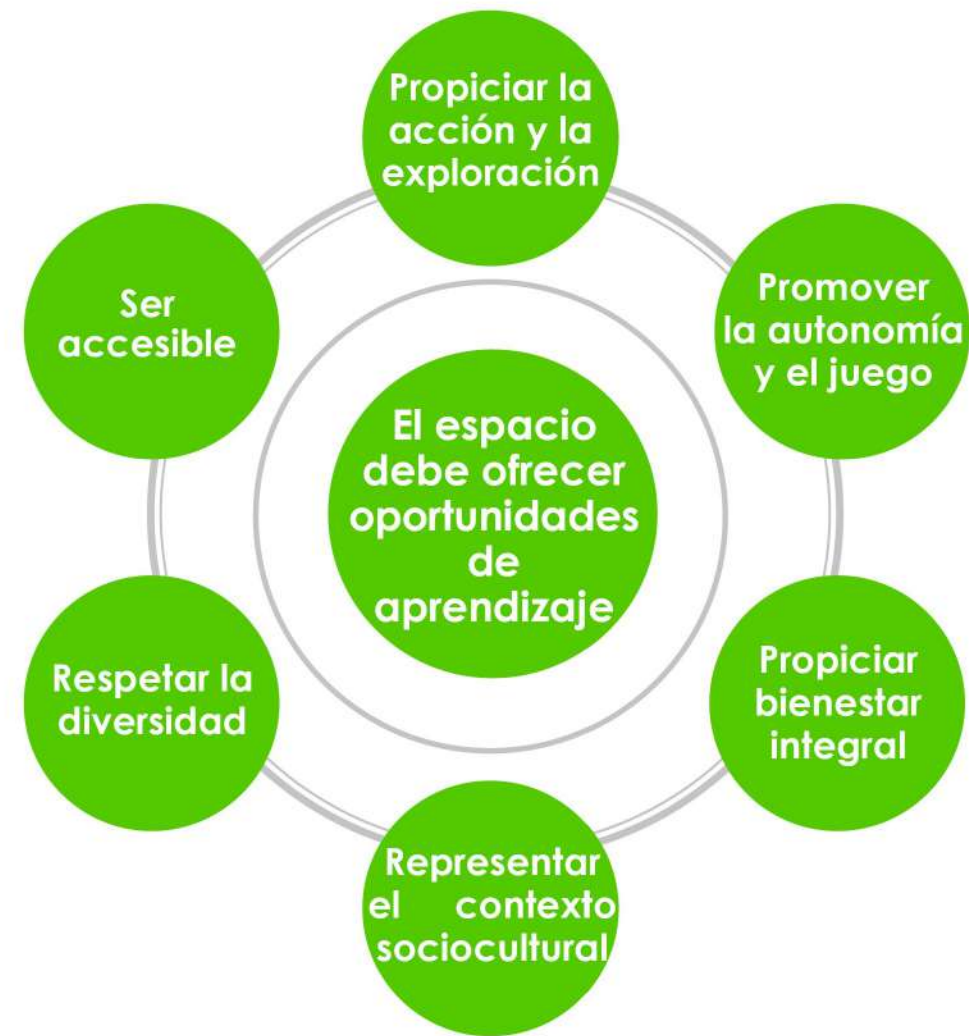 Propiciar la
acción y la
exploración
Promover
la autonomía
y el juego
Propiciar
bienestar
integral
Representar
el contexto
sociocultural
Respetar la
diversidad
Ser
accesible
El espacio
debe ofrecer
oportunidades
de
aprendizaje